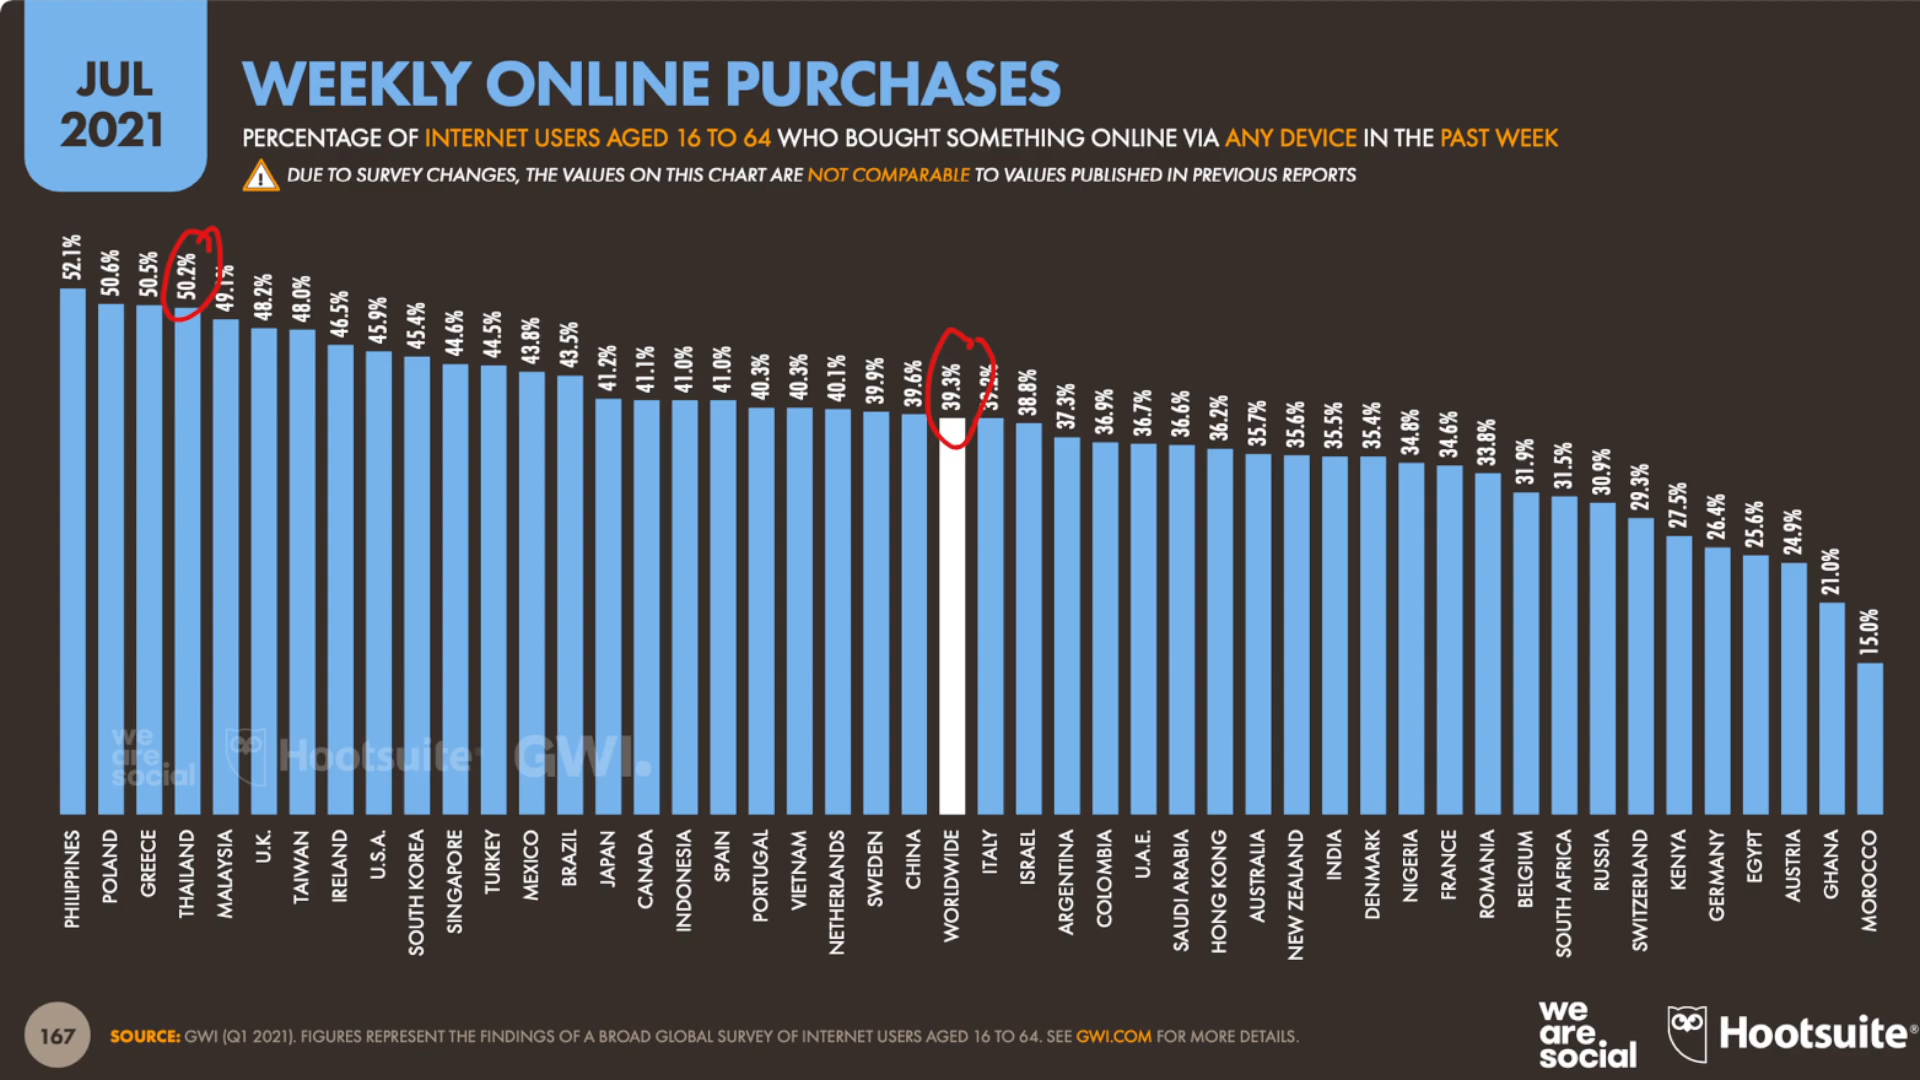 JUL
2021
WEEKLY ONLINE PURCHASES
PERCENTAGE OF INTERNET USERS AGED 16 TO 64 WHO BOUGHT SOMETHING ONLINE VIA ANY DEVICE IN THE PAST WEEK
DUE TO SURVEY CHANGES, THE VALUES ON THIS CHART ARE NOT COMPARABLE TO VALUES PUBLISHED IN PREVIOUS REPORTS
52.1%
50.6%
50.5%
50.2%
49.1%
48.2%
48.0%
46.5%
45.9%
45.4%
44.6%
44.5%
43.8%
43.5%
41.2%
41.1%
41.0%
41.0%
40.3%
40.3%
40.1%
39.9%
39.6%
39.3%
39.2%
38.8%
37.3%
36.9%
36.7%
36.6%
36.2%
35.7%
35.6%
35.5%
35.4%
34.8%
34.6%
33.8%
31.9%
31.5%
30.9%
29.3%
27.5%
26.4%
25.6%
24.9%
21.0%
15.0%
we
are.
social
Hootsuite
GWI.
PHILIPPINES
POLAND
GREECE
THAILAND
MALAYSIA
U.K.
TAIWAN
IRELAND
U.S.A.
SOUTH KOREA
SINGAPORE
TURKEY
MEXICO
BRAZIL
JAPAN
CANADA
INDONESIA
SPAIN
PORTUGAL
VIETNAM
NETHERLANDS
SWEDEN
CHINA
WORLDWIDE
ITALY
ISRAEL
ARGENTINA
COLOMBIA
U.A.E.
SAUDI ARABIA
HONG KONG
AUSTRALIA
NEW ZEALAND
INDIA
DENMARK
NIGERIA
FRANCE
ROMANIA
BELGIUM
SOUTH AFRICA
RUSSIA
SWITZERLAND
KENYA
GERMANY
EGYPT
AUSTRIA
GHANA
MOROCCO
167
SOURCE: GWI (Q1 2021). FIGURES REPRESENT THE FINDINGS OF A BROAD GLOBAL SURVEY OF INTERNET USERS AGED 16 TO 64. SEE GWI.COM FOR MORE DETAILS.
we
are.
social
Hootsuite®